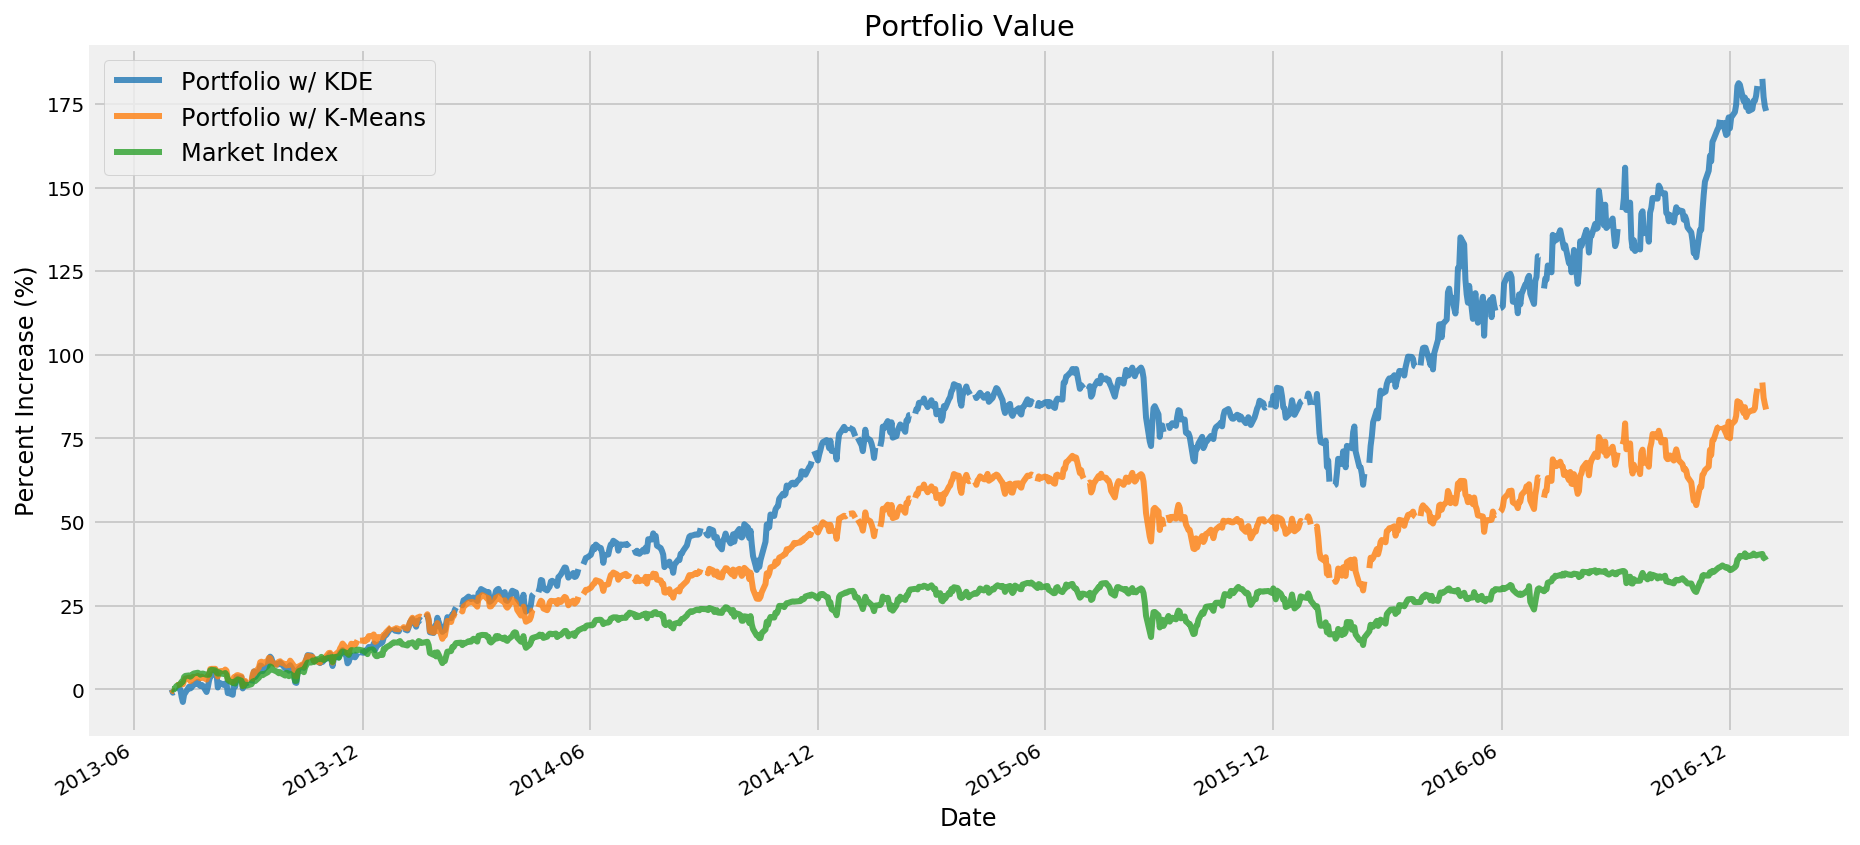 Portfolio Value
Portfolio w/ KDE
Portfolio w/ K-Means
Market Index
Percent Increase (%)
175
150
125
100
75
50
25
0
2013-06
2013-12
2014-06
2014-12
2015-06
2015-12
2016-06
2016-12
Date